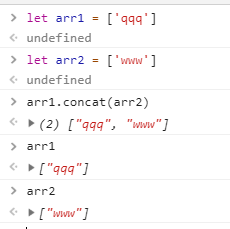 > let arr1 = ['qqq']
<· undefined
> let arr2 = ['www']
<· undefined
> arr1.concat(arr2)
<· ▶ (2) ["qqq", "www"]
> arr1
<· ▶ ["qqq"]
> arr2
<· ▶ ["www"]